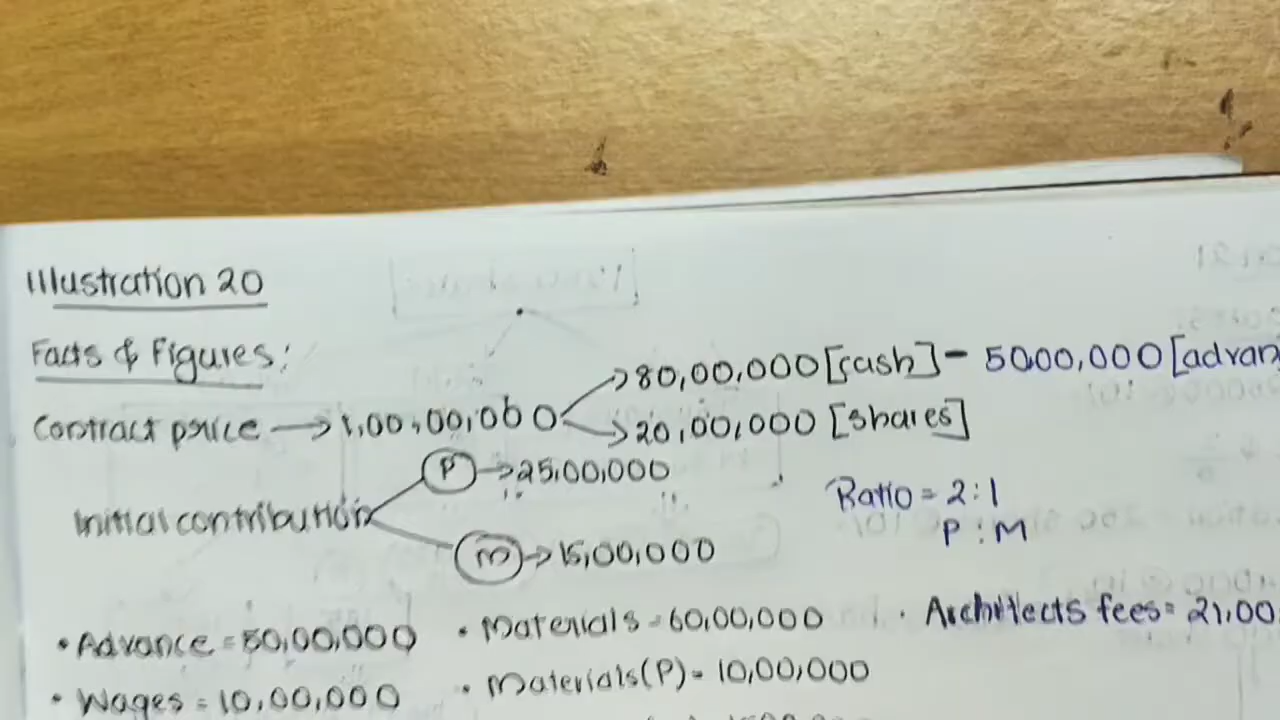 Illustration 20
Facts & Figures:
Contract price → 1,00,00,000
→ 80,00,000 [cash] - 50,00,000 [advan
→ 20,00,000 [shares]
Initial contribution
P → 25,00,000
M → 15,00,000
Ratio = 2:1
P : M
• Advance = 50,00,000
• Materials = 60,00,000
• Architects fees = 21,00
• Wages = 10,00,000
• Materials (P) = 10,00,000